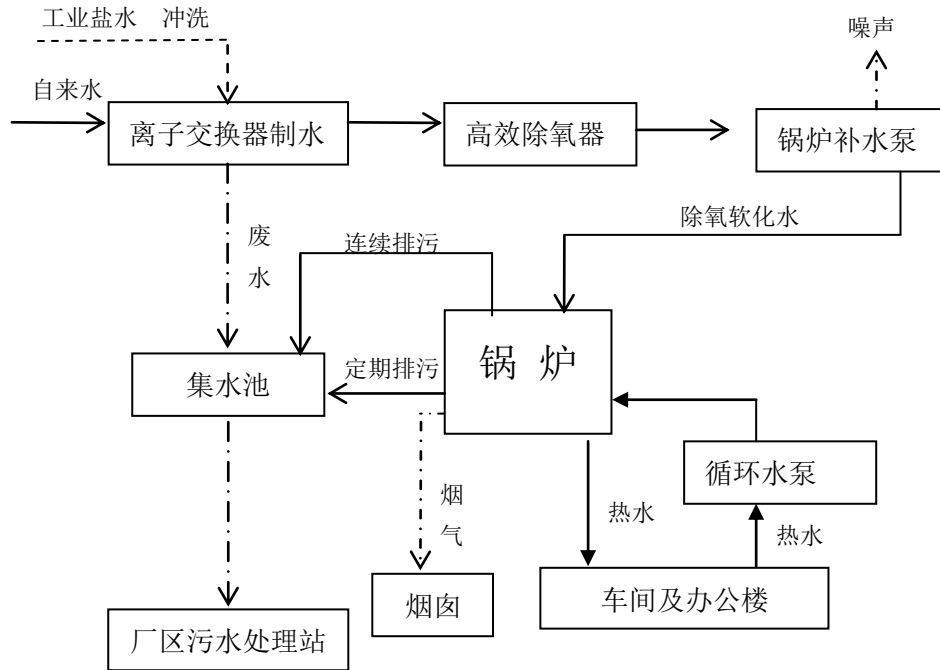 工业盐水 冲洗
噪声
自来水
离子交换器制水
高效除氧器
锅炉补水泵
除氧软化水
废
水
连续排污
锅 炉
定期排污
集水池
循环水泵
烟
气
热水
热水
烟囱
车间及办公楼
厂区污水处理站